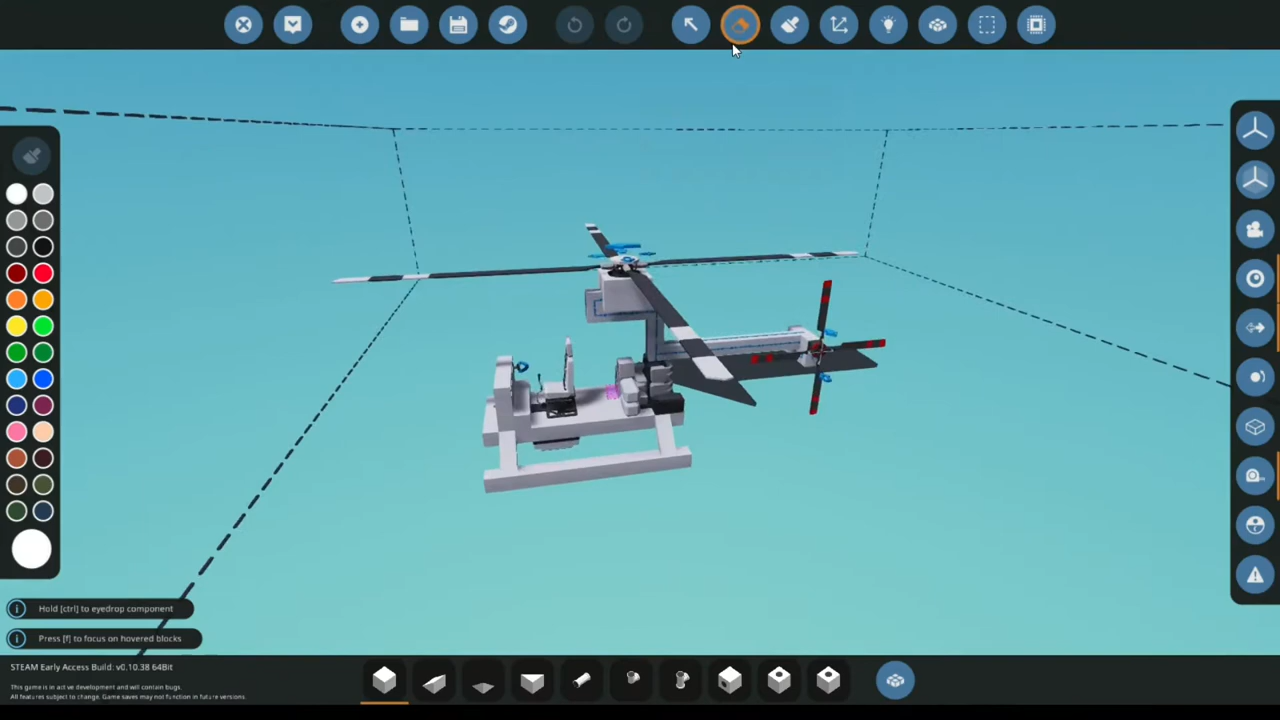 Hold [ctrl] to eyedrop component
Press [f] to focus on hovered blocks
STEAM Early Access Build: v0.10.38 64Bit
This game is in active development and will contain bugs
All features subject to change. Game saves may not function in future versions.